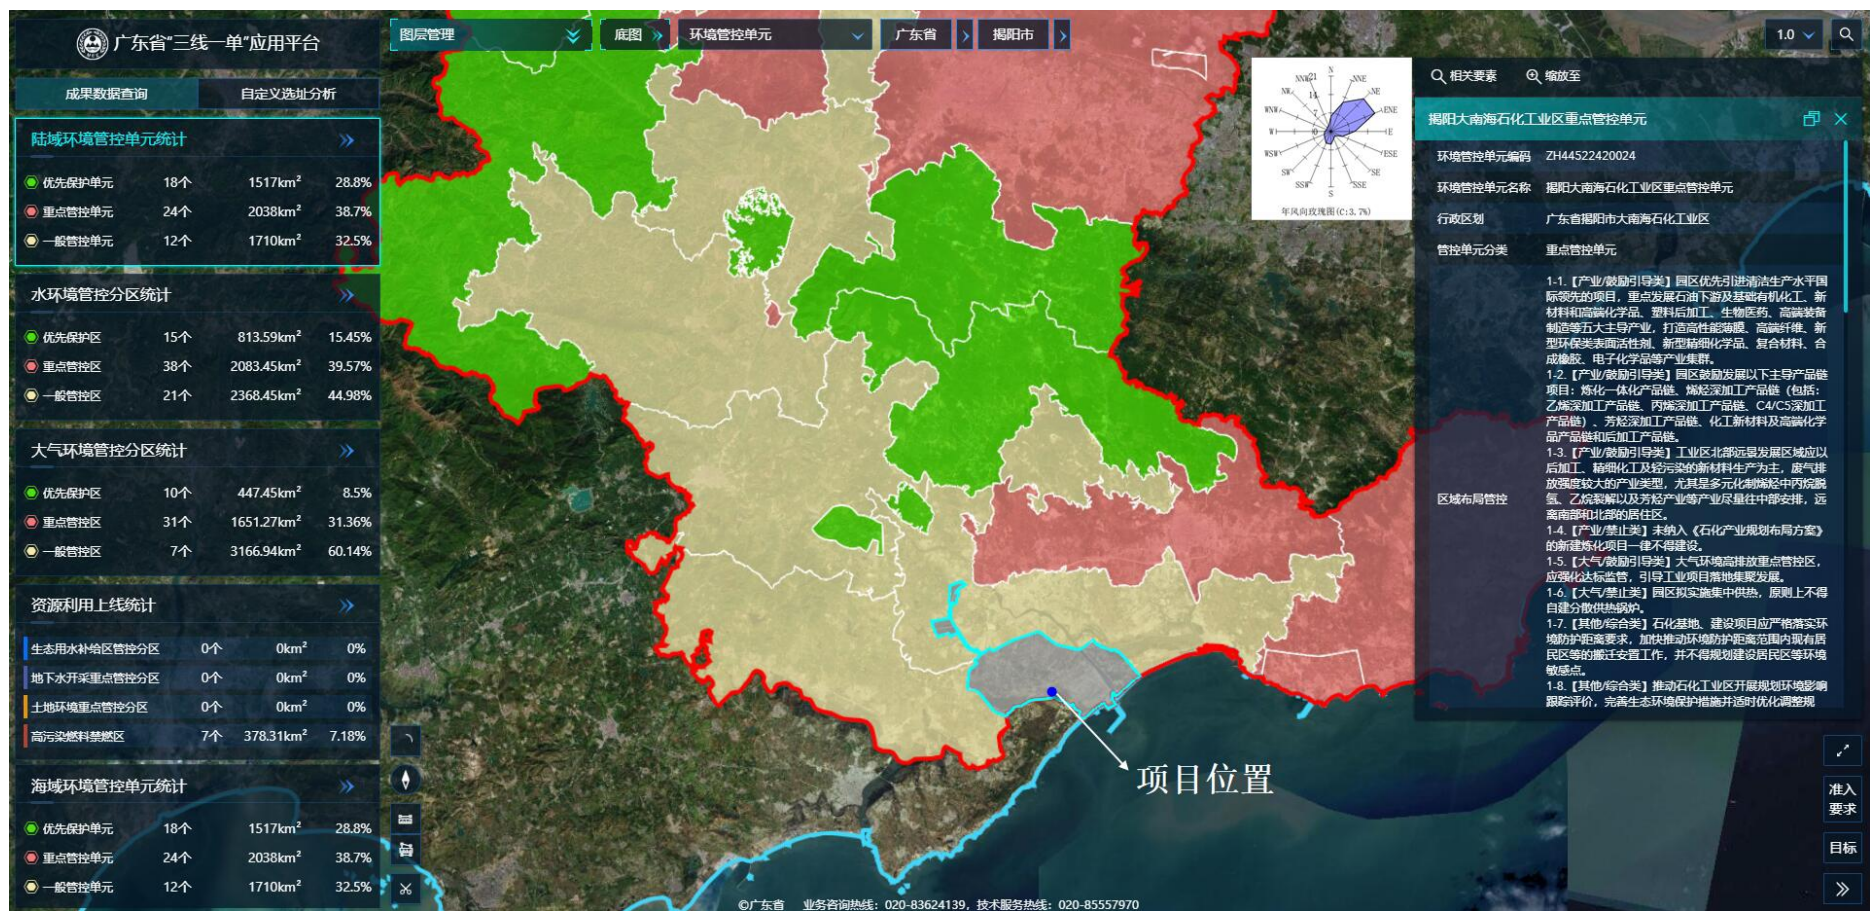 广东省“三线一单”应用平台
成果数据查询 自定义选址分析
陆域环境管控单元统计
优先保护单元 18个 1517km² 28.8%
重点管控单元 24个 2038km² 38.7%
一般管控单元 12个 1710km² 32.5%
水环境管控分区统计
优先保护区 15个 813.59km² 15.45%
重点管控区 38个 2083.45km² 39.57%
一般管控区 21个 2368.45km² 44.98%
大气环境管控分区统计
优先保护区 10个 447.45km² 8.5%
重点管控区 31个 1651.27km² 31.36%
一般管控区 7个 3166.94km² 60.14%
资源利用上线统计
生态用水补给区管控分区 0个 0km² 0%
地下水开采重点管控分区 0个 0km² 0%
土地环境重点管控分区 0个 0km² 0%
高污染燃料禁燃区 7个 378.31km² 7.18%
海域环境管控单元统计
优先保护单元 18个 1517km² 28.8%
重点管控单元 24个 2038km² 38.7%
一般管控单元 12个 1710km² 32.5%
图层管理 底图 环境管控单元 广东省 揭阳市
1.0
N
NNW 21 NNE
NW 14 NE
WNW 7 ENE
W 0 E
WSW ESE
SW SE
SSW SSE
S
年风向玫瑰图(C:3.7%)
相关要素 缩放至
揭阳大南海石化工业区重点管控单元
环境管控单元编码 ZH44522420024
环境管控单元名称 揭阳大南海石化工业区重点管控单元
行政区划 广东省揭阳市大南海石化工业区
管控单元分类 重点管控单元
区域布局管控
1-1.【产业/鼓励引导类】园区优先引进清洁生产水平国
际领先的项目，重点发展石油下游及基础有机化工、新
材料和高端化学品、塑料后加工、生物医药、高端装备
制造等五大主导产业，打造高性能薄膜、高端纤维、新
型环保类表面活性剂、新型精细化学品、复合材料、合
成橡胶、电子化学品等产业集群。
1-2.【产业/鼓励引导类】园区鼓励发展以下主导产品链
项目：炼化一体化产品链、烯烃深加工产品链（包括：
乙烯深加工产品链、丙烯深加工产品链、C4/C5深加工
产品链）、芳烃深加工产品链、化工新材料及高端化学
品产品链和后加工产品链。
1-3.【产业/鼓励引导类】工业区北部远景发展区域应以
后加工、精细化工及轻污染的新材料生产为主，废气排
放强度较大的产业类型，尤其是多元化制烯烃中丙烷脱
氢、乙烷裂解以及芳烃产业等产业尽量往中部安排，远
离南部和北部的居住区。
1-4.【产业/禁止类】未纳入《石化产业规划布局方案》
的新建炼化项目一律不得建设。
1-5.【大气/鼓励引导类】大气环境高排放重点管控区，
应强化达标监管，引导工业项目落地集聚发展。
1-6.【大气/禁止类】园区拟实施集中供热，原则上不得
自建分散供热锅炉。
1-7.【其他/综合类】石化基地、建设项目应严格落实环
境防护距离要求，加快推动环境防护距离范围内现有居
民区等的搬迁安置工作，并不得规划建设居民区等环境
敏感点。
1-8.【其他/综合类】推动石化工业区开展规划环境影响
跟踪评价，完善生态环境保护措施并适时优化调整规
项目位置
准入
要求
目标
©广东省 业务咨询热线：020-83624139，技术服务热线：020-85557970